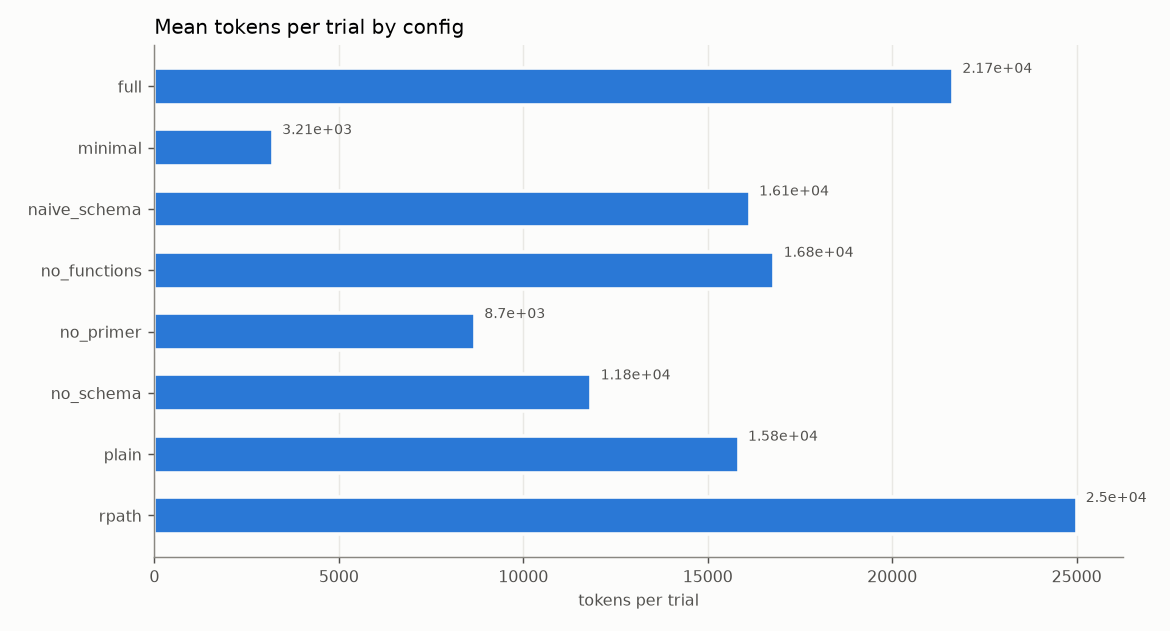 Mean tokens per trial by config
full 2.17e+04
minimal 3.21e+03
naive_schema 1.61e+04
no_functions 1.68e+04
no_primer 8.7e+03
no_schema 1.18e+04
plain 1.58e+04
rpath 2.5e+04
0 5000 10000 15000 20000 25000
tokens per trial